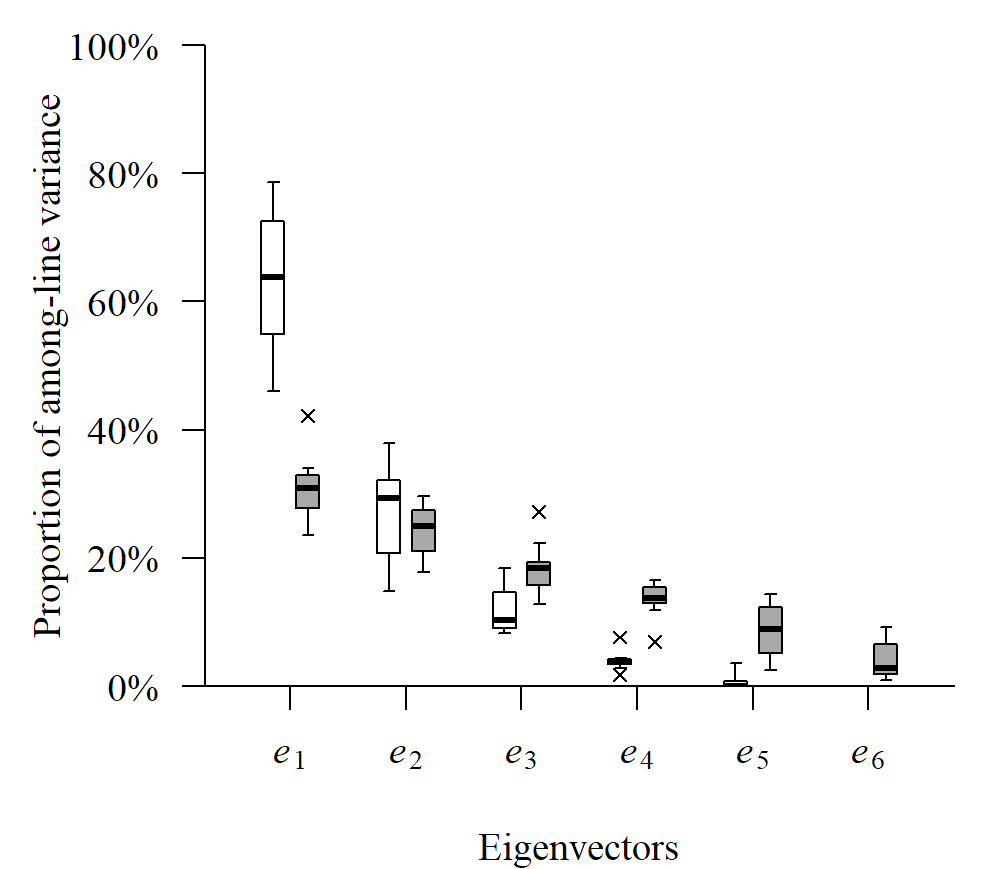 Proportion of among-line variance
100%
80%
60%
40%
20%
0%
e1 e2 e3 e4 e5 e6
Eigenvectors